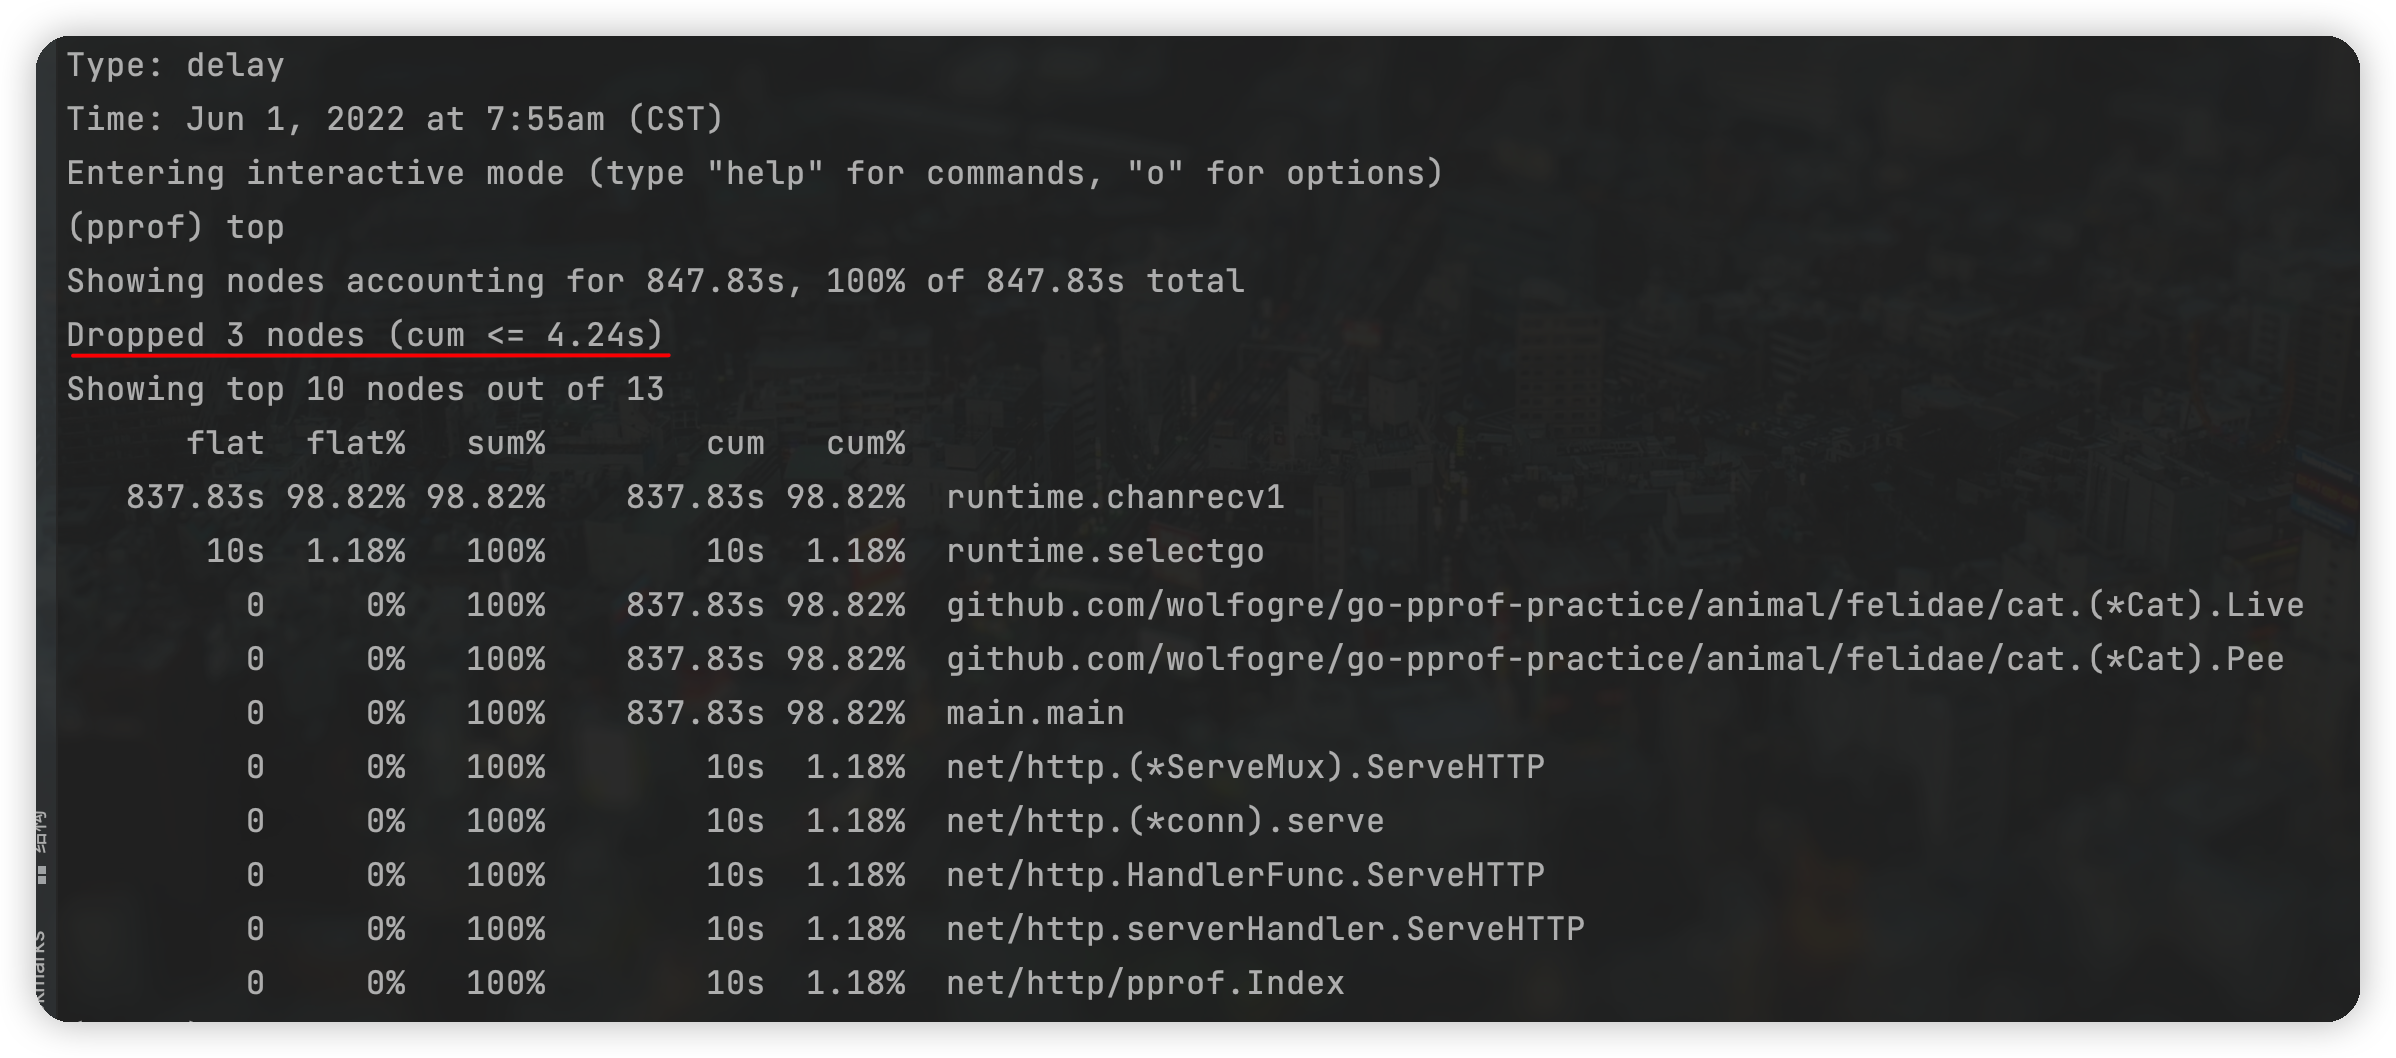 Type: delay
Time: Jun 1, 2022 at 7:55am (CST)
Entering interactive mode (type "help" for commands, "o" for options)
(pprof) top
Showing nodes accounting for 847.83s, 100% of 847.83s total
Dropped 3 nodes (cum <= 4.24s)
Showing top 10 nodes out of 13
flat flat% sum% cum cum%
837.83s 98.82% 98.82% 837.83s 98.82% runtime.chanrecv1
10s 1.18% 100% 10s 1.18% runtime.selectgo
0 0% 100% 837.83s 98.82% github.com/wolfogre/go-pprof-practice/animal/felidae/cat.(*Cat).Live
0 0% 100% 837.83s 98.82% github.com/wolfogre/go-pprof-practice/animal/felidae/cat.(*Cat).Pee
0 0% 100% 837.83s 98.82% main.main
0 0% 100% 10s 1.18% net/http.(*ServeMux).ServeHTTP
0 0% 100% 10s 1.18% net/http.(*conn).serve
0 0% 100% 10s 1.18% net/http.HandlerFunc.ServeHTTP
0 0% 100% 10s 1.18% net/http.serverHandler.ServeHTTP
0 0% 100% 10s 1.18% net/http/pprof.Index
结构